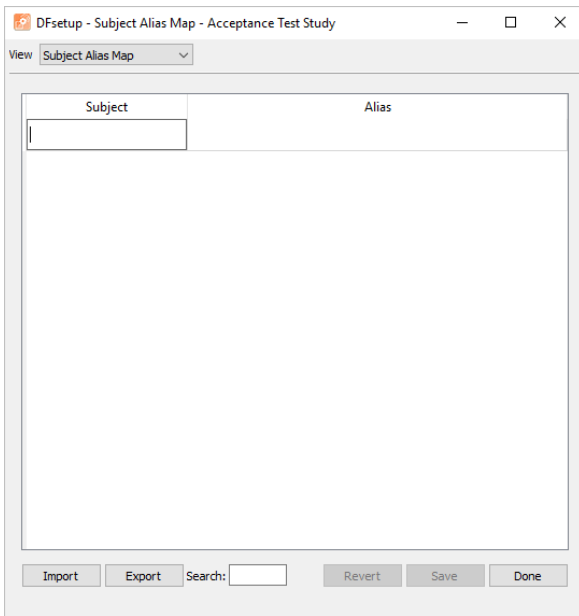 DFsetup - Subject Alias Map - Acceptance Test Study
View Subject Alias Map
Subject Alias
Import Export Search: Revert Save Done